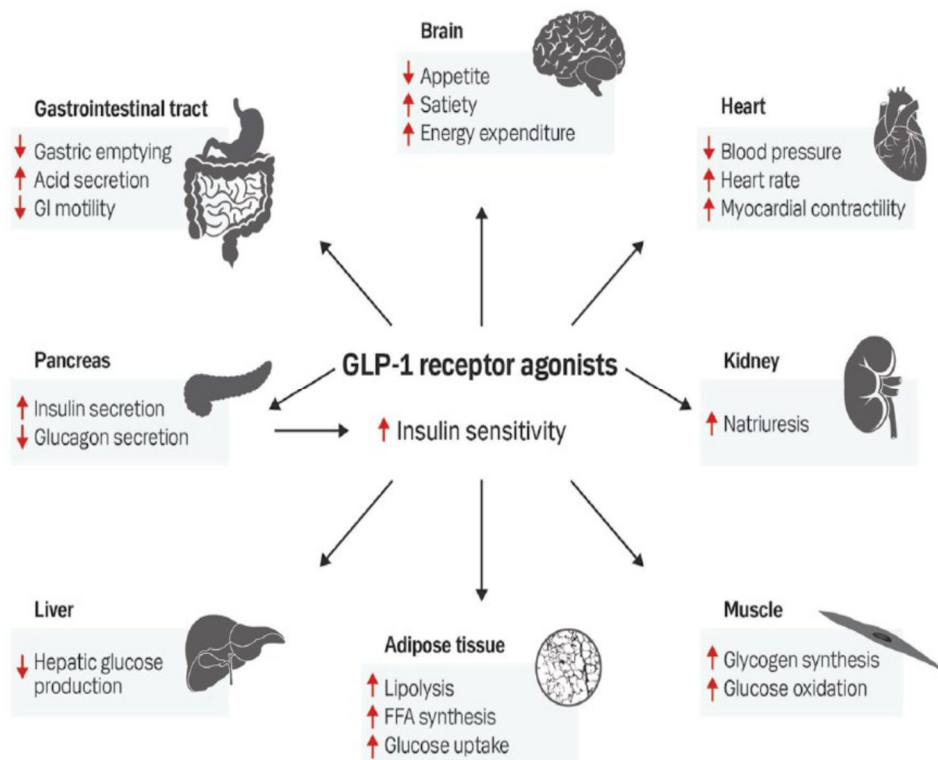 Brain
↓ Appetite
↑ Satiety
↑ Energy expenditure
Gastrointestinal tract
↓ Gastric emptying
↑ Acid secretion
↓ GI motility
Heart
↓ Blood pressure
↑ Heart rate
↑ Myocardial contractility
GLP-1 receptor agonists
↑ Insulin sensitivity
Pancreas
↑ Insulin secretion
↓ Glucagon secretion
Kidney
↑ Natriuresis
Liver
↓ Hepatic glucose
production
Adipose tissue
↑ Lipolysis
↑ FFA synthesis
↑ Glucose uptake
Muscle
↑ Glycogen synthesis
↑ Glucose oxidation